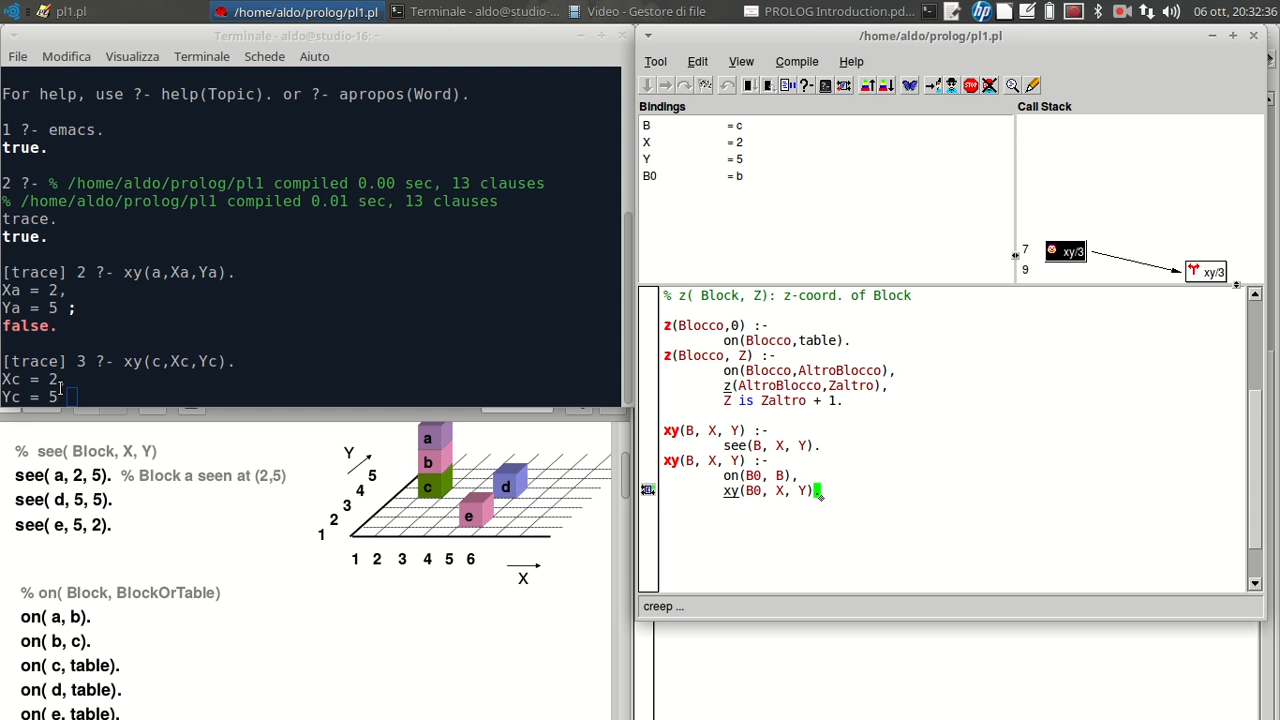 pl1.pl
/home/aldo/prolog/pl1.pl
Terminale - aldo@studio-...
Video - Gestore di file
PROLOG Introduction.pd...
06 ott, 20:32:36
Terminale - aldo@studio-16:~
File Modifica Visualizza Terminale Schede Aiuto
For help, use ?- help(Topic). or ?- apropos(Word).
1 ?- emacs.
true.
2 ?- % /home/aldo/prolog/pl1 compiled 0.00 sec, 13 clauses
% /home/aldo/prolog/pl1 compiled 0.01 sec, 13 clauses
trace.
true.
[trace] 2 ?- xy(a,Xa,Ya).
Xa = 2,
Ya = 5 ;
false.
[trace] 3 ?- xy(c,Xc,Yc).
Xc = 2,
Yc = 5
/home/aldo/prolog/pl1.pl
Tool Edit View Compile Help
Bindings
B = c
X = 2
Y = 5
B0 = b
Call Stack
7 xy/3
9 xy/3
% z( Block, Z): z-coord. of Block
z(Blocco,0) :-
on(Blocco,table).
z(Blocco, Z) :-
on(Blocco,AltroBlocco),
z(AltroBlocco,Zaltro),
Z is Zaltro + 1.
xy(B, X, Y) :-
see(B, X, Y).
xy(B, X, Y) :-
on(B0, B),
xy(B0, X, Y).
creep ...
% see( Block, X, Y)
see( a, 2, 5). % Block a seen at (2,5)
see( d, 5, 5).
see( e, 5, 2).
% on( Block, BlockOrTable)
on( a, b).
on( b, c).
on( c, table).
on( d, table).
on( e, table).
Y
5
4
3
2
1
a
b
c
d
e
1 2 3 4 5 6
X